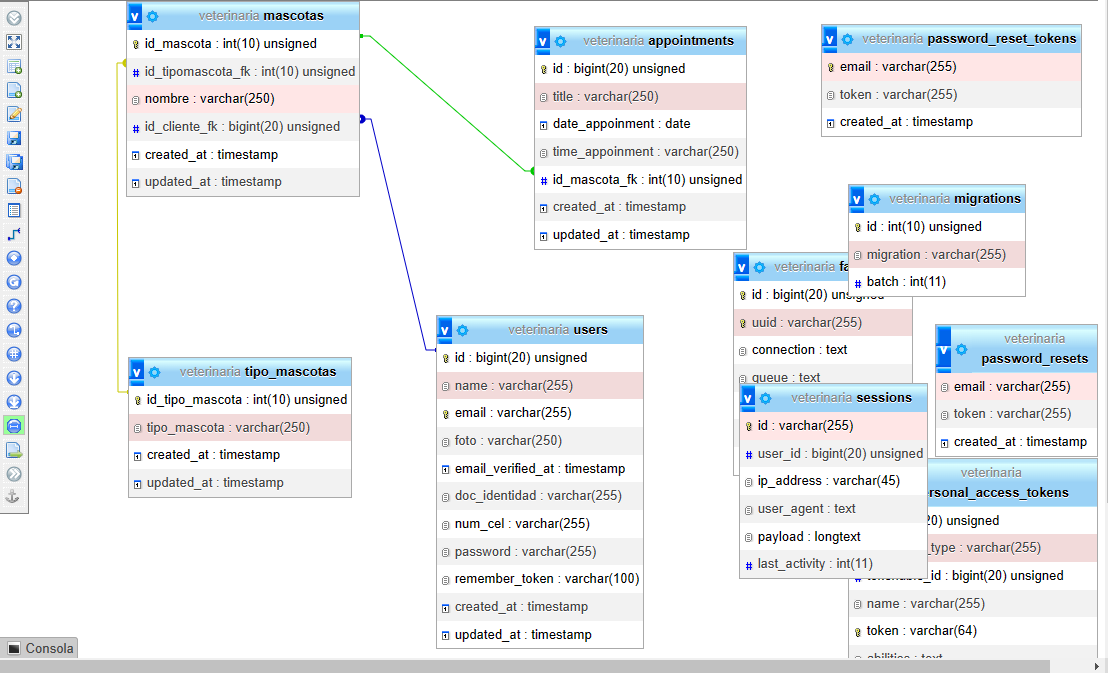 veterinaria mascotas
id_mascota : int(10) unsigned
id_tipomascota_fk : int(10) unsigned
nombre : varchar(250)
id_cliente_fk : bigint(20) unsigned
created_at : timestamp
updated_at : timestamp
veterinaria appointments
id : bigint(20) unsigned
title : varchar(250)
date_appoinment : date
time_appoinment : varchar(250)
id_mascota_fk : int(10) unsigned
created_at : timestamp
updated_at : timestamp
veterinaria password_reset_tokens
email : varchar(255)
token : varchar(255)
created_at : timestamp
veterinaria migrations
id : int(10) unsigned
migration : varchar(255)
batch : int(11)
veterinaria fa
id : bigint(20) unsigned
uuid : varchar(255)
connection : text
queue : text
veterinaria
password_resets
email : varchar(255)
token : varchar(255)
created_at : timestamp
veterinaria users
id : bigint(20) unsigned
name : varchar(255)
email : varchar(255)
foto : varchar(250)
email_verified_at : timestamp
doc_identidad : varchar(255)
num_cel : varchar(255)
password : varchar(255)
remember_token : varchar(100)
created_at : timestamp
updated_at : timestamp
veterinaria tipo_mascotas
id_tipo_mascota : int(10) unsigned
tipo_mascota : varchar(250)
created_at : timestamp
updated_at : timestamp
veterinaria sessions
id : varchar(255)
user_id : bigint(20) unsigned
ip_address : varchar(45)
user_agent : text
payload : longtext
last_activity : int(11)
veterinaria
rsonal_access_tokens
20) unsigned
_type : varchar(255)
tokenable_id : bigint(20) unsigned
name : varchar(255)
token : varchar(64)
abilities : text
Consola